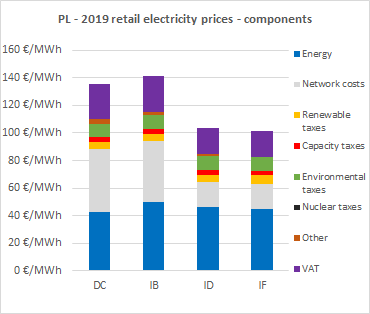 PL - 2019 retail electricity prices - components
160 €/MWh
140 €/MWh
120 €/MWh
100 €/MWh
80 €/MWh
60 €/MWh
40 €/MWh
20 €/MWh
0 €/MWh
DC IB ID IF
Energy
Network costs
Renewable
taxes
Capacity taxes
Environmental
taxes
Nuclear taxes
Other
VAT